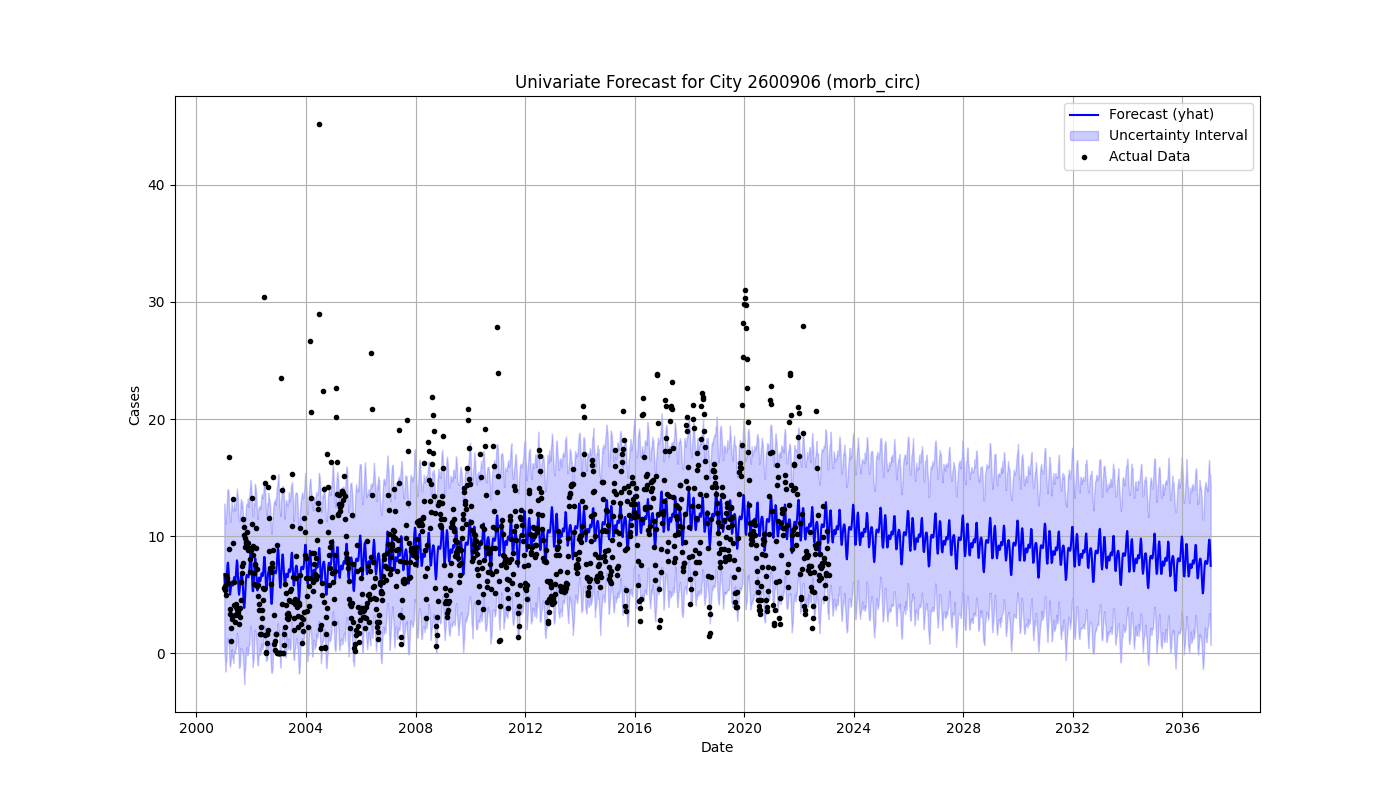 Univariate Forecast for City 2600906 (morb_circ)
Forecast (yhat)
Uncertainty Interval
Actual Data
Cases
40
30
20
10
0
2000 2004 2008 2012 2016 2020 2024 2028 2032 2036
Date